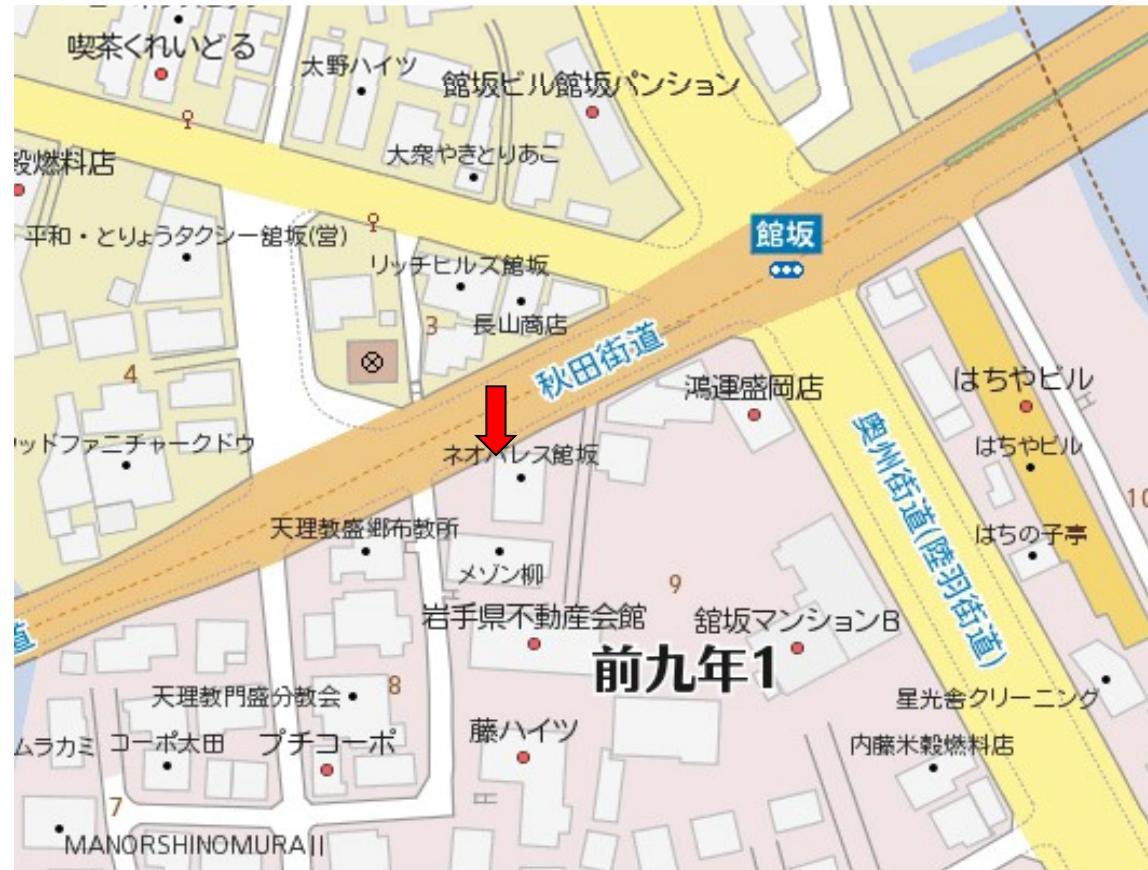 喫茶くれいどる
太野ハイツ
館坂ビル館坂パンション
大衆やきとりあこ
燃料店
平和・とりょうタクシー舘坂(営)
館坂
リッチヒルズ館坂
3
長山商店
秋田街道
4
鴻運盛岡店
はちやビル
ッドファニチャークドウ
ネオパレス館坂
はちやビル
奥州街道(陸羽街道)
10
天理教盛郷布教所
はちの子亭
メゾン柳
9
岩手県不動産会館
舘坂マンションB
道
前九年1
天理教門盛分教会
8
星光舎クリーニング
ムラカミ
コーポ太田
プチコーポ
藤ハイツ
内藤米穀燃料店
7
MANORSHINOMURAII